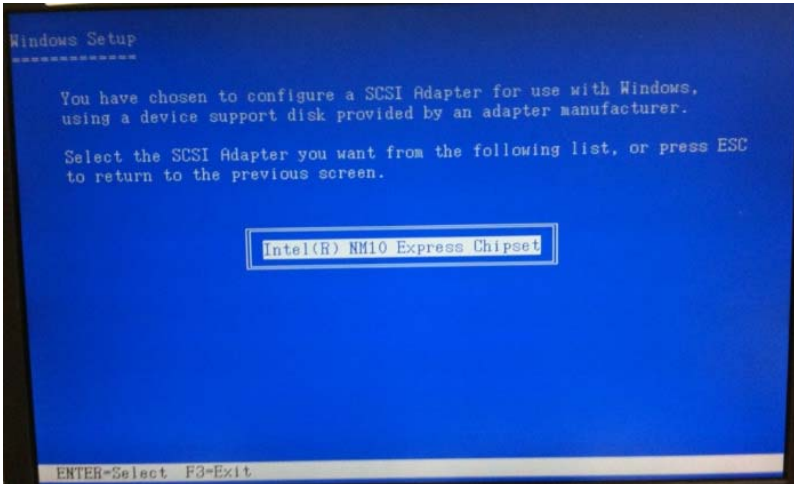 Windows Setup
=============
You have chosen to configure a SCSI Adapter for use with Windows,
using a device support disk provided by an adapter manufacturer.
Select the SCSI Adapter you want from the following list, or press ESC
to return to the previous screen.
Intel(R) NM10 Express Chipset
ENTER=Select F3=Exit